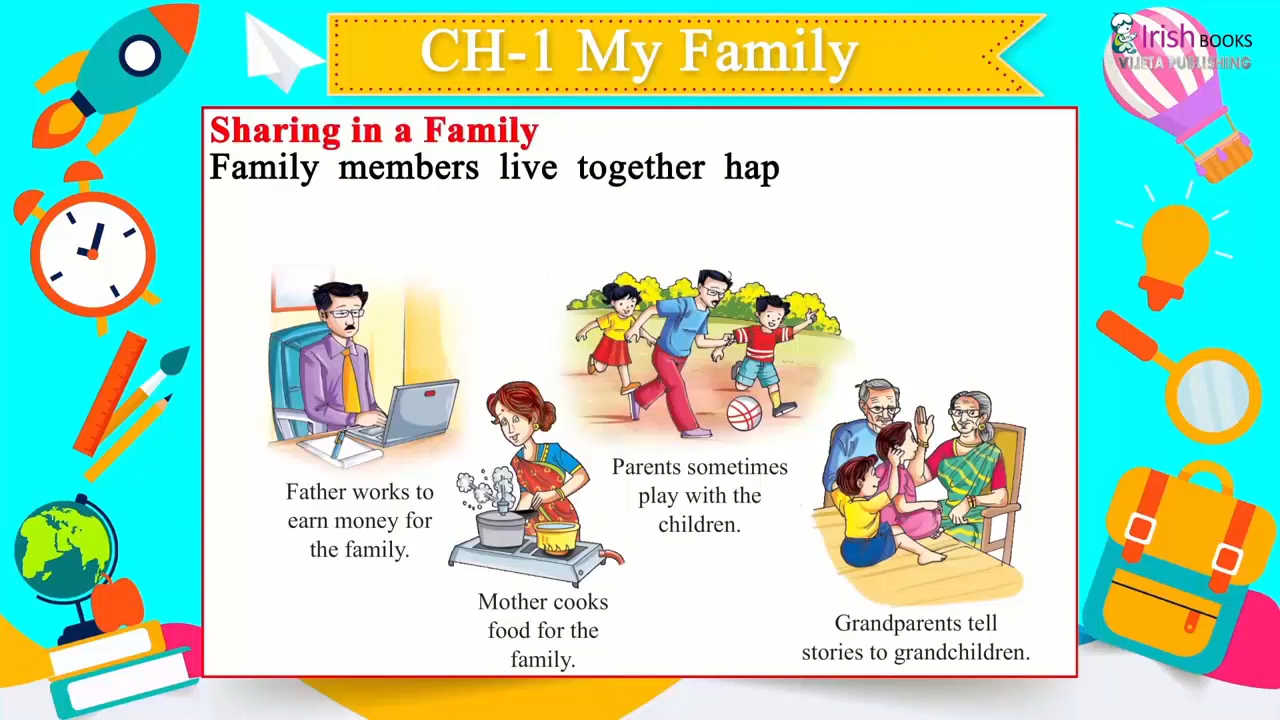 CH-1 My Family
Irish BOOKS
VIJETA PUBLISHING
Sharing in a Family
Family members live together hap
Father works to
earn money for
the family.
Mother cooks
food for the
family.
Parents sometimes
play with the
children.
Grandparents tell
stories to grandchildren.